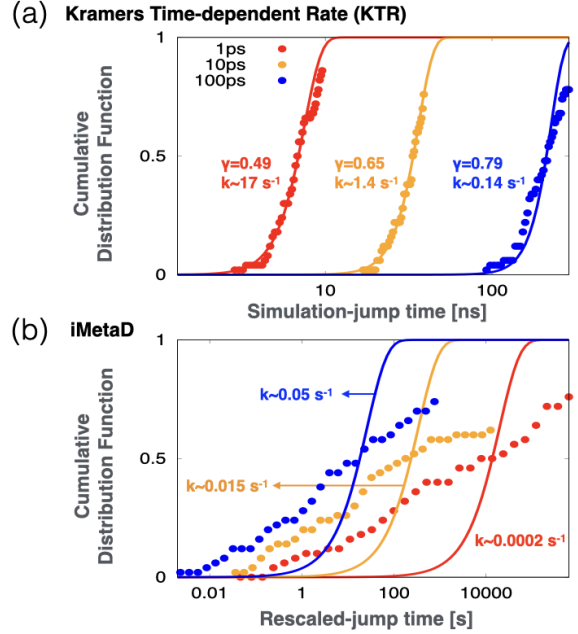 (a) Kramers Time-dependent Rate (KTR)
1
1ps
10ps
100ps
0.5
γ=0.49
k~17 s⁻¹
γ=0.65
k~1.4 s⁻¹
γ=0.79
k~0.14 s⁻¹
0
Cumulative
Distribution Function
10
100
Simulation-jump time [ns]
(b) iMetaD
1
k~0.05 s⁻¹
0.5
k~0.015 s⁻¹
k~0.0002 s⁻¹
0
Cumulative
Distribution Function
0.01
1
100
10000
Rescaled-jump time [s]